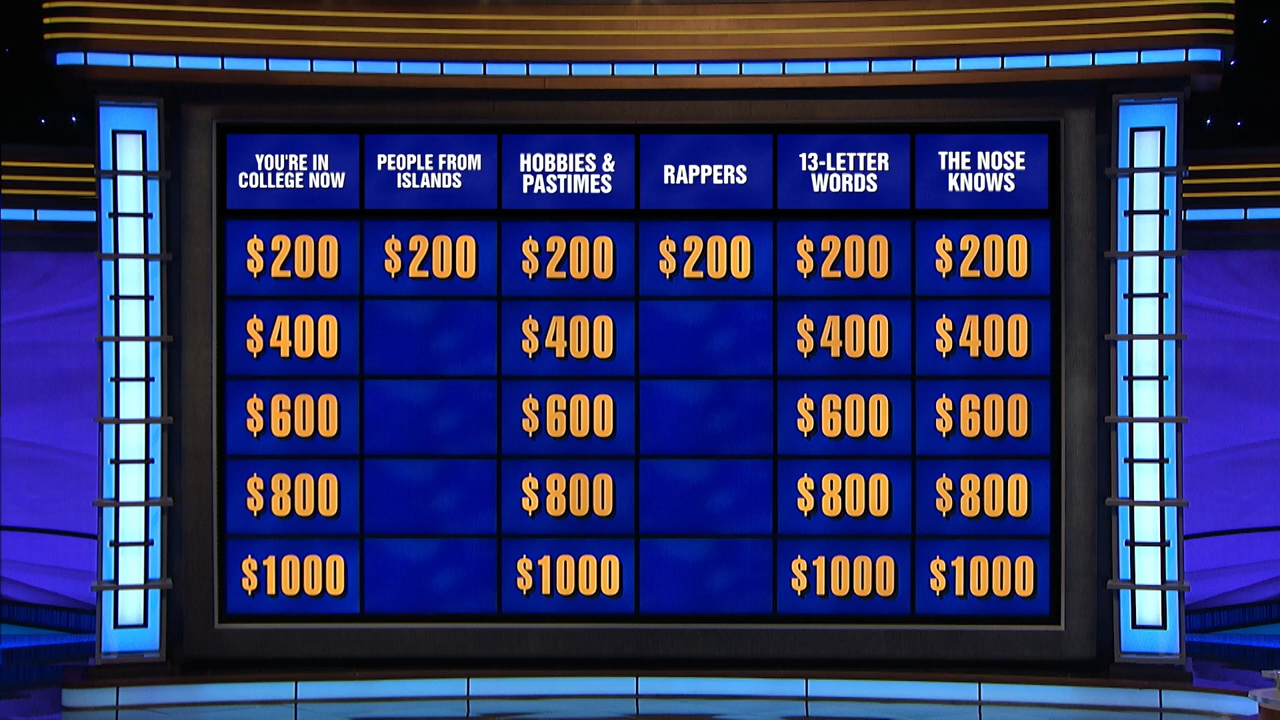 YOU'RE IN
COLLEGE NOW
PEOPLE FROM
ISLANDS
HOBBIES &
PASTIMES
RAPPERS
13-LETTER
WORDS
THE NOSE
KNOWS
$200 $200 $200 $200 $200 $200
$400 $400 $400 $400
$600 $600 $600 $600
$800 $800 $800 $800
$1000 $1000 $1000 $1000